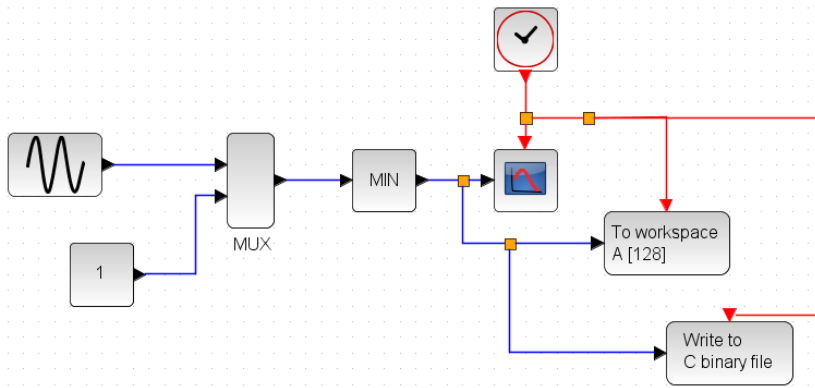 MIN
MUX
To workspace
A [128]
1
Write to
C binary file